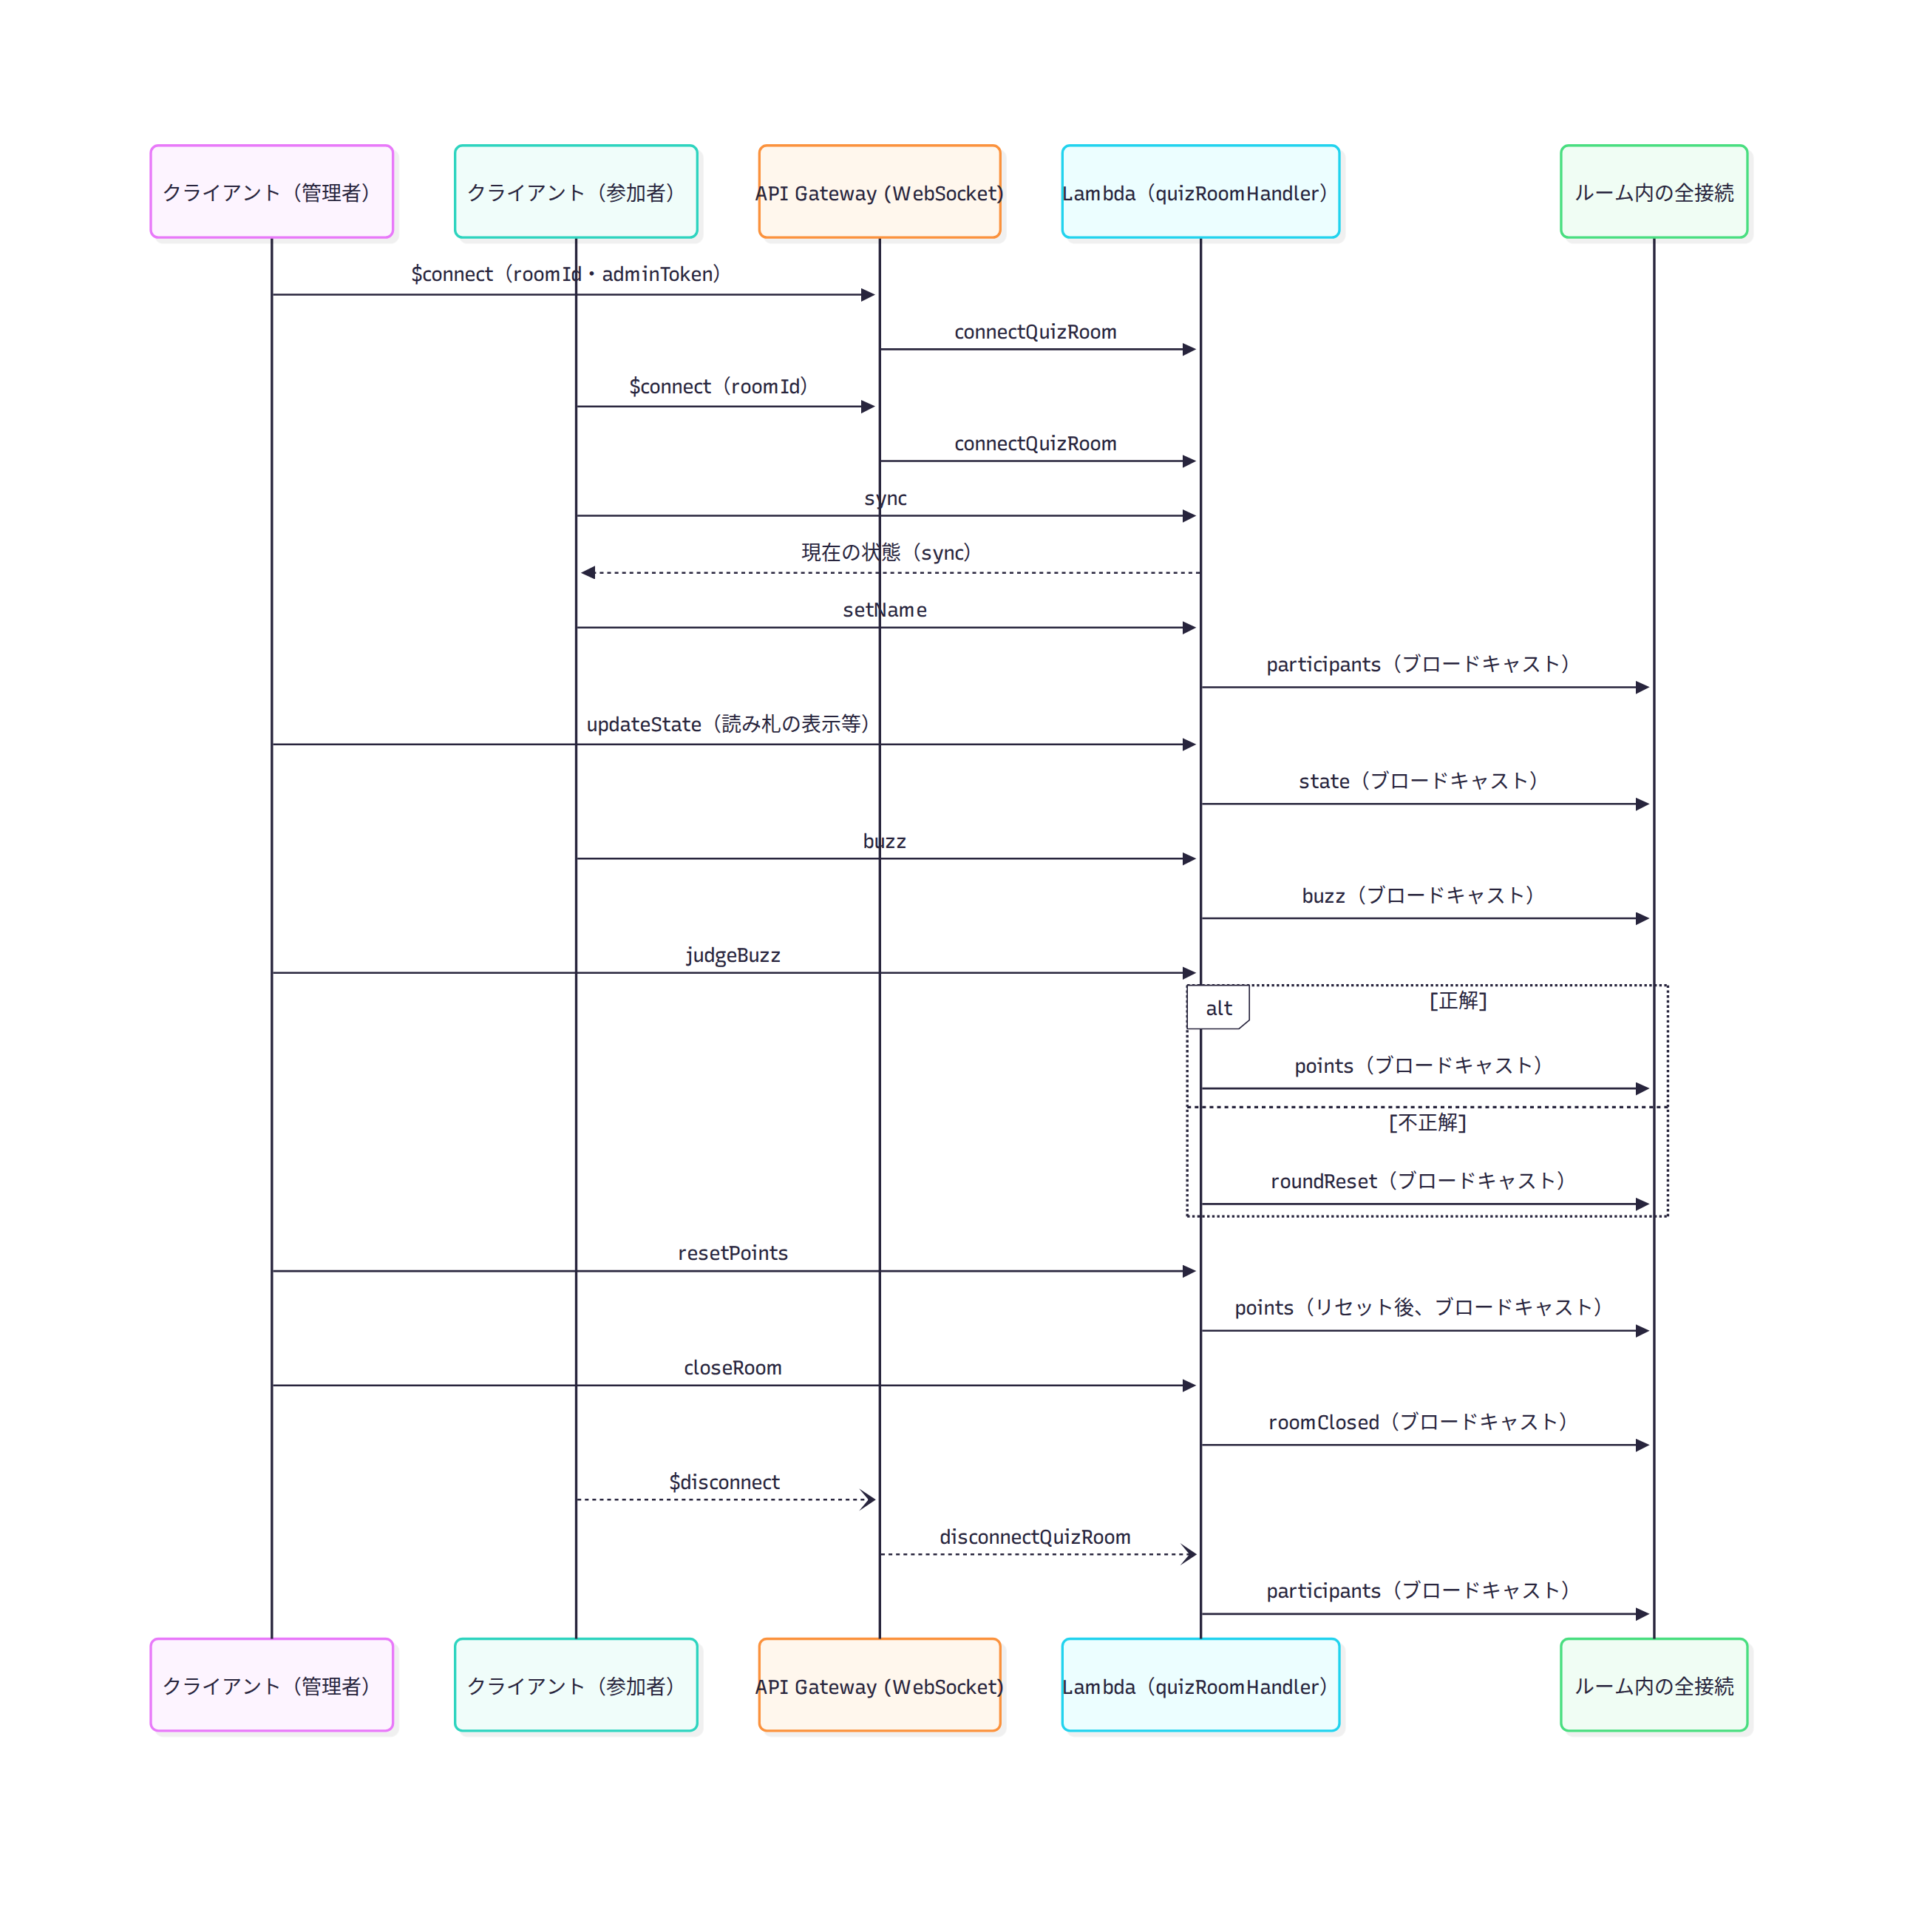 クライアント（管理者）
クライアント（参加者）
API Gateway (WebSocket)
Lambda（quizRoomHandler）
ルーム内の全接続
$connect（roomId・adminToken）
connectQuizRoom
$connect（roomId）
connectQuizRoom
sync
現在の状態（sync）
setName
participants（ブロードキャスト）
updateState（読み札の表示等）
state（ブロードキャスト）
buzz
buzz（ブロードキャスト）
judgeBuzz
alt
[正解]
points（ブロードキャスト）
[不正解]
roundReset（ブロードキャスト）
resetPoints
points（リセット後、ブロードキャスト）
closeRoom
roomClosed（ブロードキャスト）
$disconnect
disconnectQuizRoom
participants（ブロードキャスト）
クライアント（管理者）
クライアント（参加者）
API Gateway (WebSocket)
Lambda（quizRoomHandler）
ルーム内の全接続